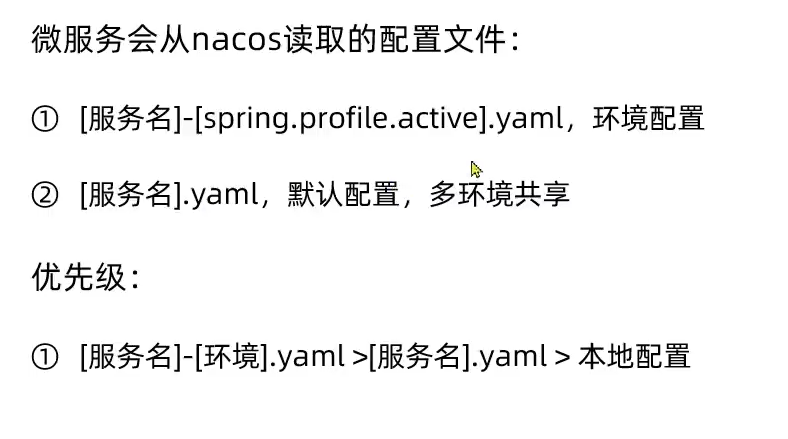 微服务会从nacos读取的配置文件：
① [服务名]-[spring.profile.active].yaml，环境配置
② [服务名].yaml，默认配置，多环境共享
优先级：
① [服务名]-[环境].yaml >[服务名].yaml > 本地配置